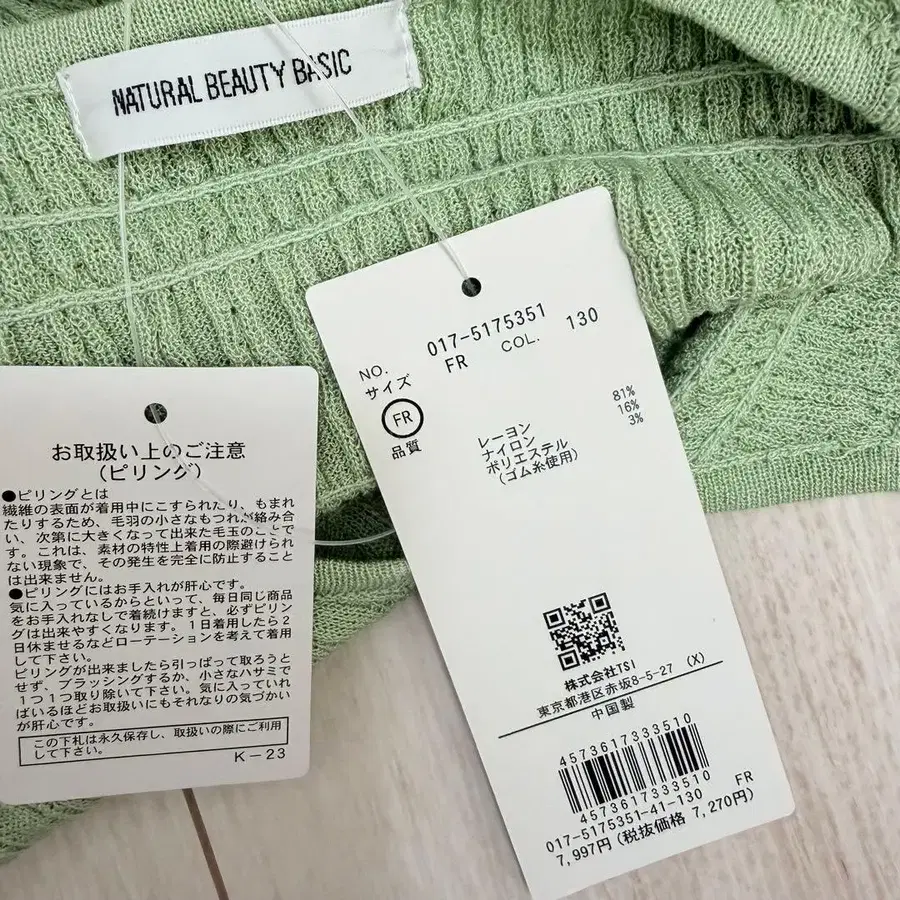 NATURAL BEAUTY BASIC
お取扱い上のご注意
(ピリング)
●ピリングとは
繊維の表面が着用中にこすられたり、もまれ
たりするため、毛羽の小さなもつれが絡み合
い、次第に大きくなって出来た毛玉のことで
す。これは、素材の特性上着用の際避けられ
ない現象で、その発生を完全に防止すること
は出来ません。
●ピリングにはお手入れが肝心です。
気に入っているからといって、毎日同じ商品
をお手入れなしで着続けますと、必ずピリン
グは出来やすくなります。1日着用したら2
日休ませるなどローテーションを考えて着用
して下さい。
ピリングが出来ましたら引っぱって取ろうと
せず、ブラッシングするか、小さなハサミで
1つ1つ取り除いて下さい。気に入っていれ
ばいるほどお取扱いにもそれなりの気づかい
が肝心です。
この下札は永久保存し、取扱いの際にご利用
して下さい。
K-23
NO. 017-5175351
サイズ FR COL. 130
FR
品質
レーヨン 81%
ナイロン 16%
ポリエステル 3%
(ゴム糸使用)
株式会社TSI
東京都港区赤坂8-5-27 (X)
中国製
4573617333510
4573617333510 FR
017-5175351-41-130
7,997円(税抜価格 7,270円)